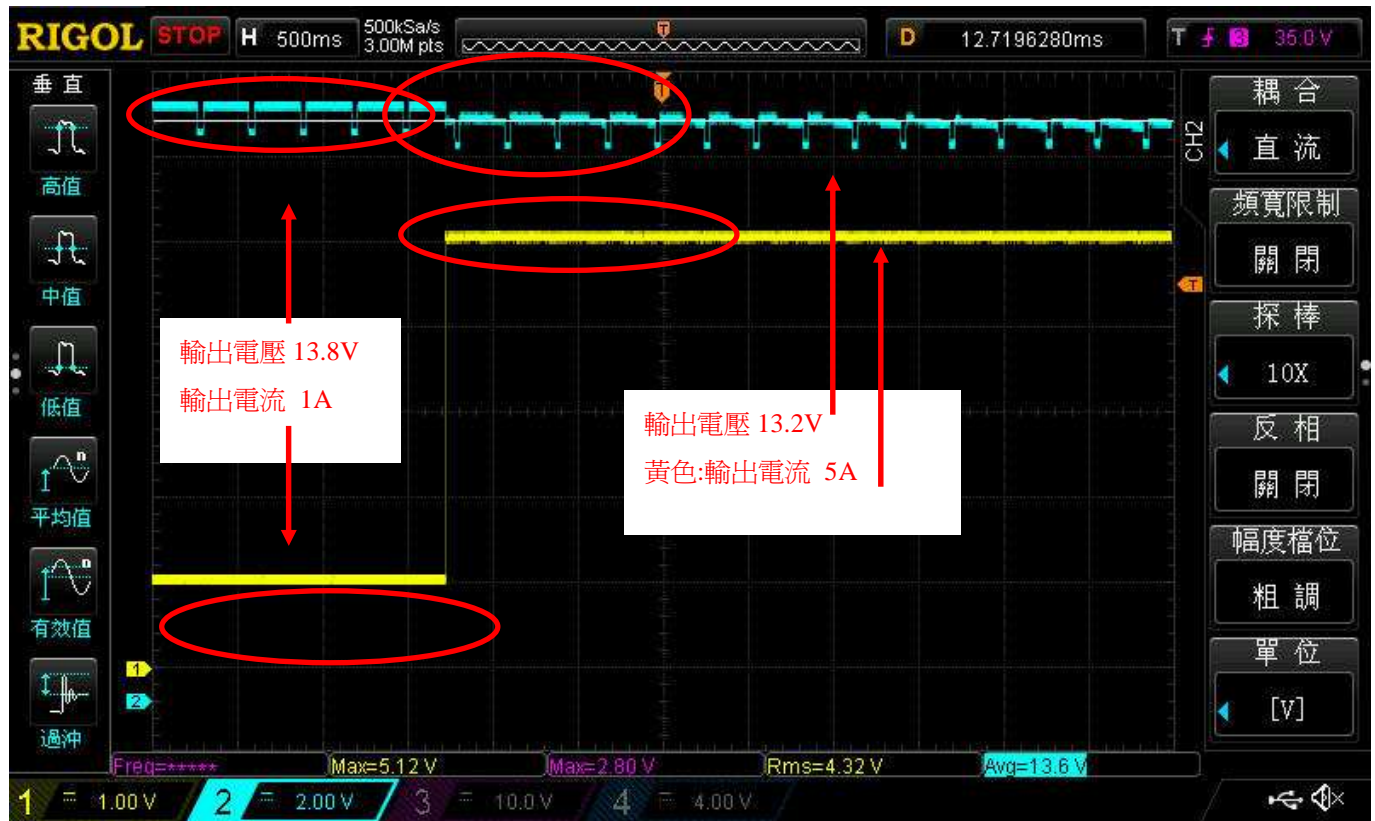 RIGOL STOP H 500ms 500kSa/s 3.00M pts D 12.7196280ms T 3 35.0 V
垂直
高值
中值
低值
平均值
有效值
過沖
T
T
CH2
1
2
輸出電壓 13.8V
輸出電流 1A
輸出電壓 13.2V
黃色:輸出電流 5A
耦合
直流
頻寬限制
關閉
探棒
10X
反相
關閉
幅度檔位
粗調
單位
[V]
Freq=***** Max=5.12 V Max=2.80 V Rms=4.32 V Avg=13.6 V
1 1.00 V 2 2.00 V 3 10.0 V 4 4.00 V